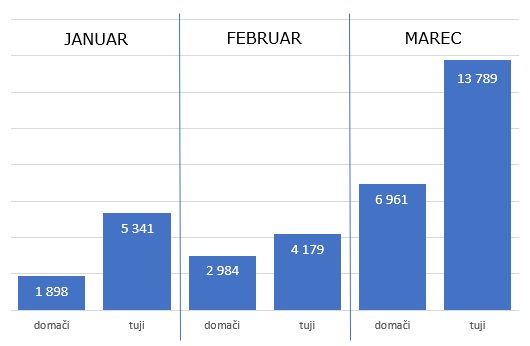 JANUAR
FEBRUAR
MAREC
1 898
5 341
2 984
4 179
6 961
13 789
domači
tuji
domači
tuji
domači
tuji